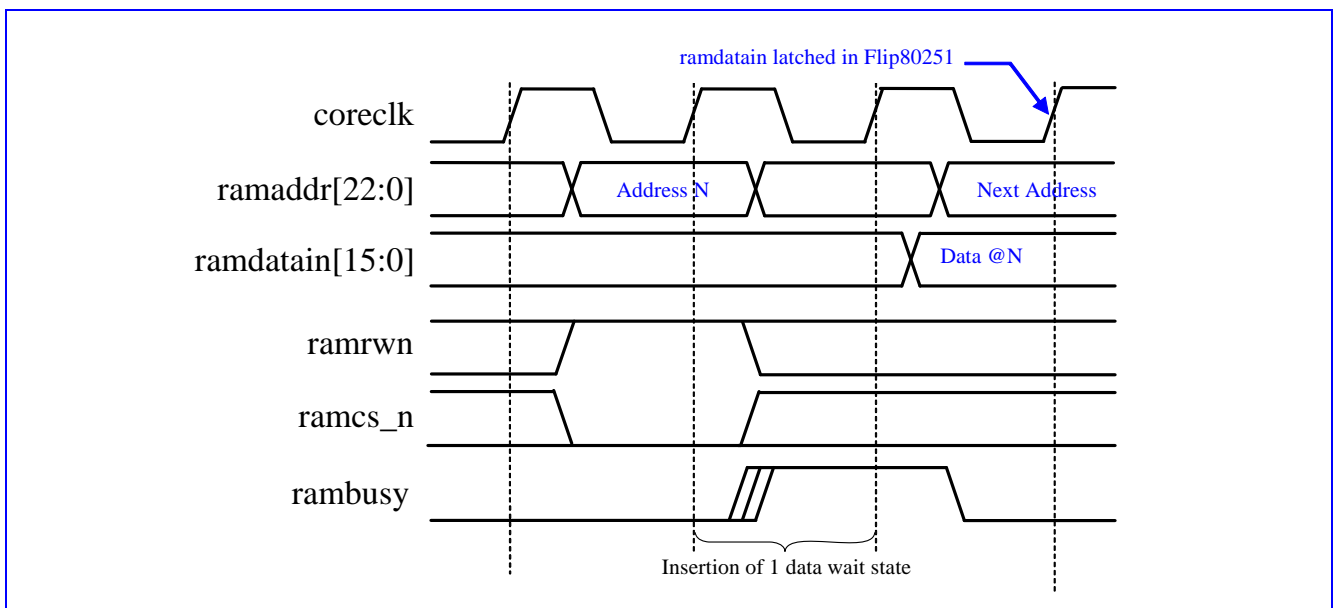 ramdatain latched in Flip80251
coreclk
ramaddr[22:0]
Address N
Next Address
ramdatain[15:0]
Data @N
ramrwn
ramcs_n
rambusy
Insertion of 1 data wait state